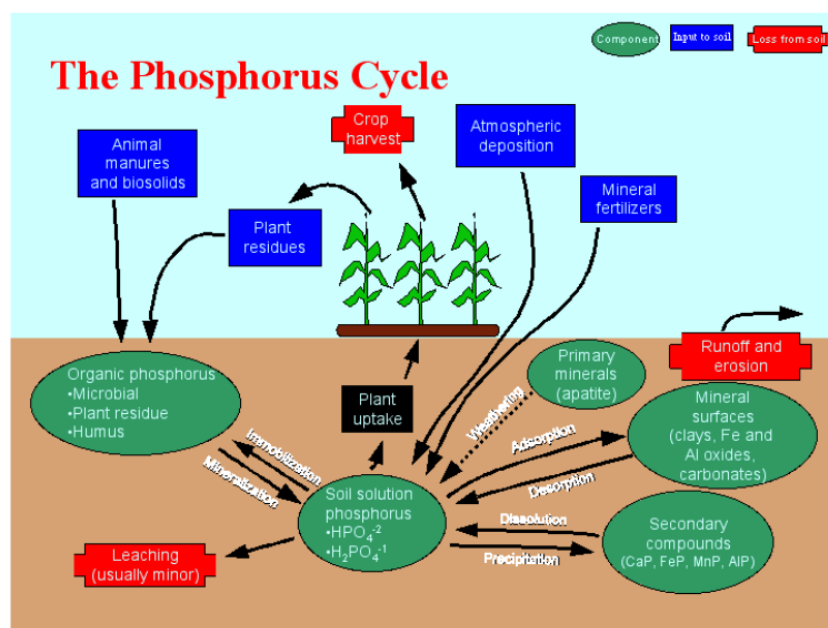 Component
Input to soil
Loss from soil
The Phosphorus Cycle
Animal
manures
and biosolids
Crop
harvest
Atmospheric
deposition
Mineral
fertilizers
Plant
residues
Runoff and
erosion
Organic phosphorus
•Microbial
•Plant residue
•Humus
Plant
uptake
Primary
minerals
(apatite)
Weathering
Mineral
surfaces
(clays, Fe and
Al oxides,
carbonates)
Adsorption
Desorption
Immobilization
Mineralization
Soil solution
phosphorus
•HPO₄⁻²
•H₂PO₄⁻¹
Dissolution
Precipitation
Secondary
compounds
(CaP, FeP, MnP, AlP)
Leaching
(usually minor)